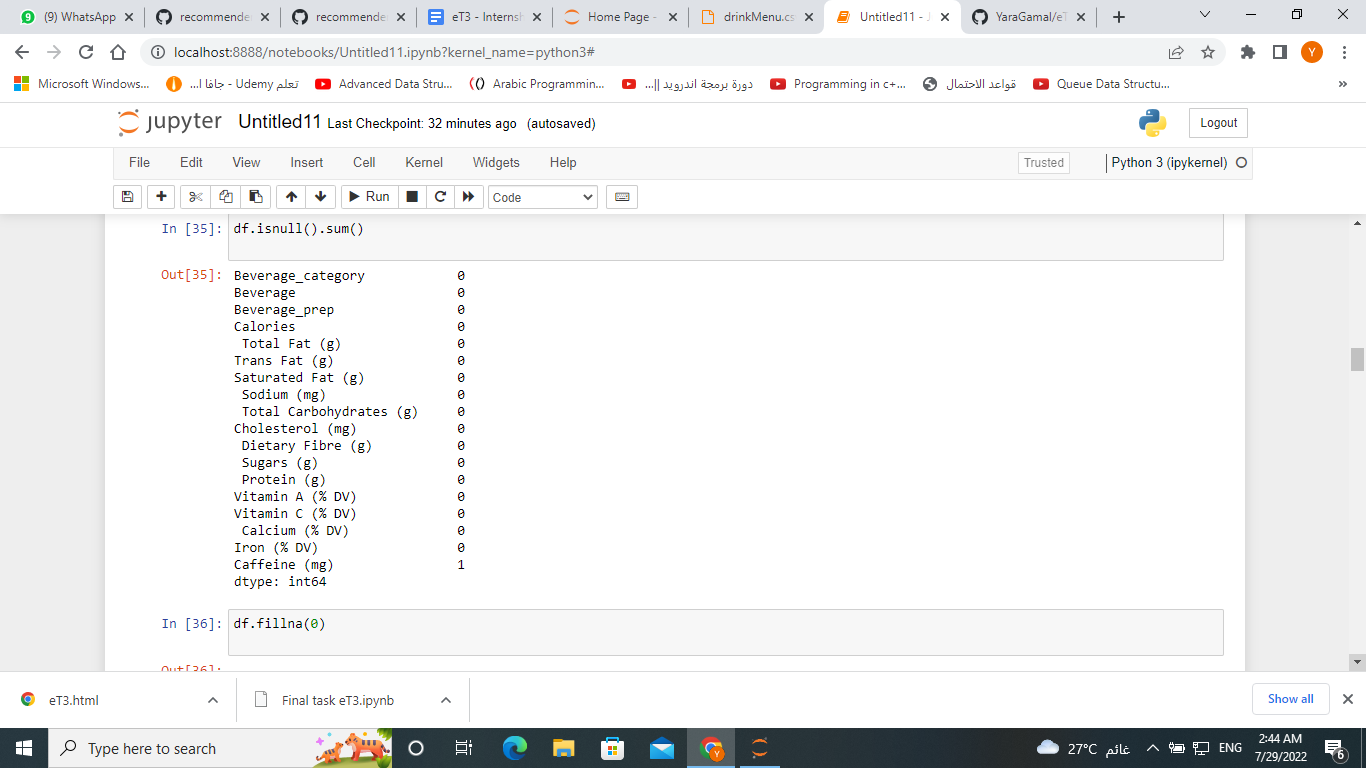 (9) WhatsApp
recommende
recommende
eT3 - Internsh
Home Page -
drinkMenu.cs
Untitled11 - J
YaraGamal/eT
localhost:8888/notebooks/Untitled11.ipynb?kernel_name=python3#
Y
Microsoft Windows...
تعلم Udemy - جافا ا...
Advanced Data Stru...
Arabic Programmin...
دورة برمجة اندرويد ||...
Programming in c+...
قواعد الاحتمال
Queue Data Structu...
»
jupyter Untitled11 Last Checkpoint: 32 minutes ago (autosaved)
Logout
File Edit View Insert Cell Kernel Widgets Help
Trusted
Python 3 (ipykernel)
Run
Code
In [35]: df.isnull().sum()
Out[35]: Beverage_category 0
Beverage 0
Beverage_prep 0
Calories 0
Total Fat (g) 0
Trans Fat (g) 0
Saturated Fat (g) 0
Sodium (mg) 0
Total Carbohydrates (g) 0
Cholesterol (mg) 0
Dietary Fibre (g) 0
Sugars (g) 0
Protein (g) 0
Vitamin A (% DV) 0
Vitamin C (% DV) 0
Calcium (% DV) 0
Iron (% DV) 0
Caffeine (mg) 1
dtype: int64
In [36]: df.fillna(0)
Out[36]:
eT3.html
Final task eT3.ipynb
Show all
Type here to search
27°C غائم
ENG
2:44 AM
7/29/2022
6